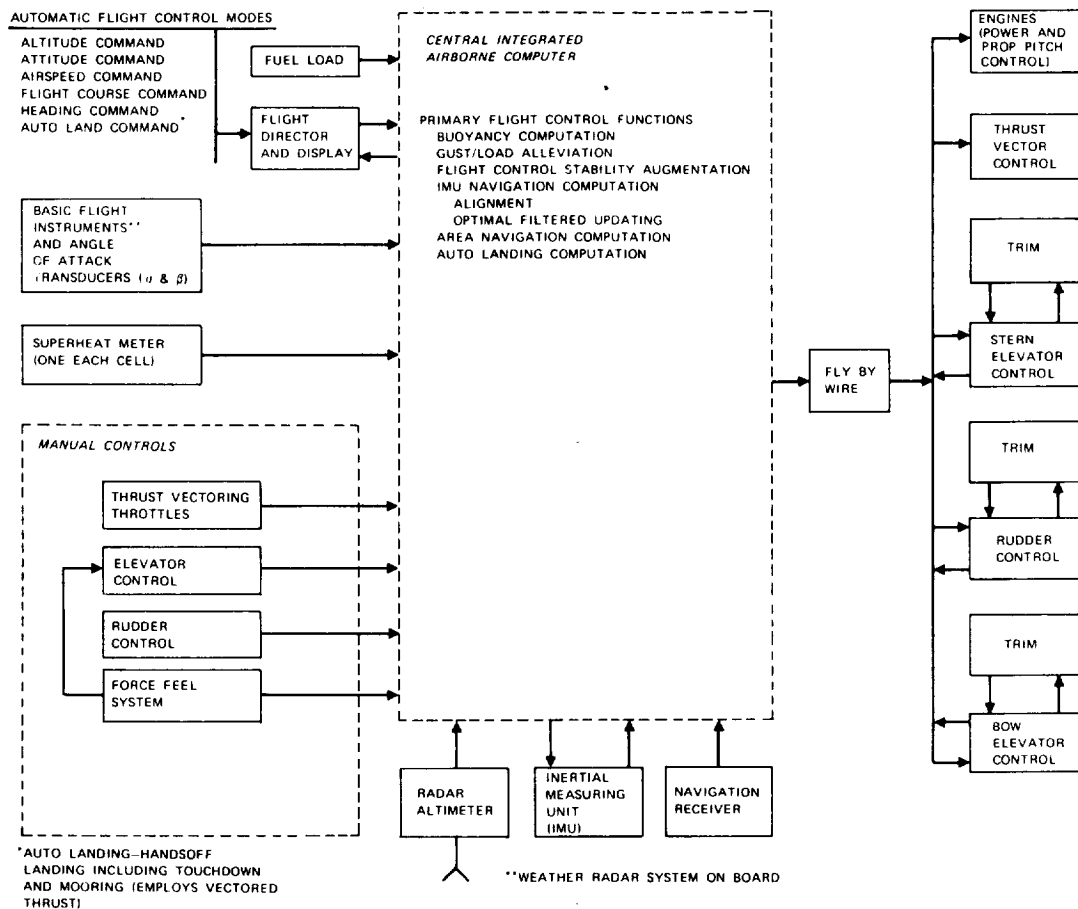 AUTOMATIC FLIGHT CONTROL MODES
ALTITUDE COMMAND
ATTITUDE COMMAND
AIRSPEED COMMAND
FLIGHT COURSE COMMAND
HEADING COMMAND
AUTO LAND COMMAND*
FUEL LOAD
FLIGHT
DIRECTOR
AND DISPLAY
BASIC FLIGHT
INSTRUMENTS**
AND ANGLE
OF ATTACK
TRANSDUCERS (α & β)
SUPERHEAT METER
(ONE EACH CELL)
MANUAL CONTROLS
THRUST VECTORING
THROTTLES
ELEVATOR
CONTROL
RUDDER
CONTROL
FORCE FEEL
SYSTEM
CENTRAL INTEGRATED
AIRBORNE COMPUTER
PRIMARY FLIGHT CONTROL FUNCTIONS
BUOYANCY COMPUTATION
GUST/LOAD ALLEVIATION
FLIGHT CONTROL STABILITY AUGMENTATION
IMU NAVIGATION COMPUTATION
ALIGNMENT
OPTIMAL FILTERED UPDATING
AREA NAVIGATION COMPUTATION
AUTO LANDING COMPUTATION
RADAR
ALTIMETER
INERTIAL
MEASURING
UNIT
(IMU)
NAVIGATION
RECEIVER
FLY BY
WIRE
ENGINES
(POWER AND
PROP PITCH
CONTROL)
THRUST
VECTOR
CONTROL
TRIM
STERN
ELEVATOR
CONTROL
TRIM
RUDDER
CONTROL
TRIM
BOW
ELEVATOR
CONTROL
*AUTO LANDING–HANDSOFF
LANDING INCLUDING TOUCHDOWN
AND MOORING (EMPLOYS VECTORED
THRUST)
**WEATHER RADAR SYSTEM ON BOARD